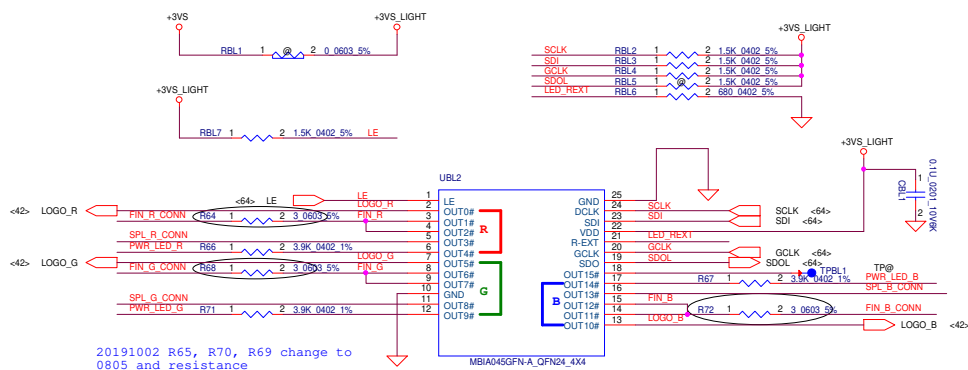 +3VS
+3VS_LIGHT
RBL1 1 @ 2 0_0603_5%
+3VS_LIGHT
SCLK RBL2 1 2 1.5K_0402_5%
SDI RBL3 1 2 1.5K_0402_5%
GCLK RBL4 1 2 1.5K_0402_5%
SDOL RBL5 1 @ 2 1.5K_0402_5%
LED_REXT RBL6 1 2 680_0402_5%
+3VS_LIGHT
RBL7 1 2 1.5K_0402_5% LE
+3VS_LIGHT
0.1U_0201_10V6K
CBL1
1
2
UBL2
<64> LE LE 1 LE
<42> LOGO_R LOGO_R 2 OUT0#
FIN_R_CONN R64 1 2 3_0603_5% FIN_R 3 OUT1#
4 OUT2#
SPL_R_CONN 5 OUT3#
PWR_LED_R R66 1 2 3.9K_0402_1% 6 OUT4#
R
<42> LOGO_G LOGO_G 7 OUT5#
FIN_G_CONN R68 1 2 3_0603_5% FIN_G 8 OUT6#
9 OUT7#
10 GND
SPL_G_CONN 11 OUT8#
PWR_LED_G R71 1 2 3.9K_0402_1% 12 OUT9#
G
GND 25
DCLK 24 SCLK SCLK <64>
SDI 23 SDI SDI <64>
VDD 22
R-EXT 21 LED_REXT
GCLK 20 GCLK GCLK <64>
SDO 19 SDOL SDOL <64>
OUT15# 18 TPBL1 TP@
OUT14# 17 R67 1 2 3.9K_0402_1% PWR_LED_B
OUT13# 16 SPL_B_CONN
OUT12# 15 FIN_B
OUT11# 14 R72 1 2 3_0603_5% FIN_B_CONN
OUT10# 13 LOGO_B LOGO_B <42>
B
MBIA045GFN-A_QFN24_4X4
20191002 R65, R70, R69 change to
0805 and resistance